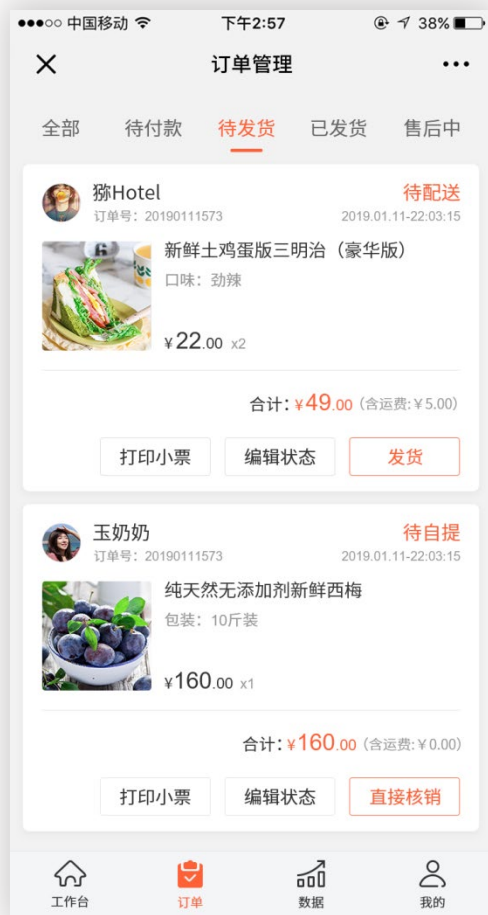 中国移动 下午2:57 38%
订单管理
全部 待付款 待发货 已发货 售后中
猕Hotel 待配送
订单号：20190111573 2019.01.11-22:03:15
新鲜土鸡蛋版三明治（豪华版）
口味：劲辣
¥22.00 x2
合计：¥49.00（含运费:￥5.00）
打印小票 编辑状态 发货
玉奶奶 待自提
订单号：20190111573 2019.01.11-22:03:15
纯天然无添加剂新鲜西梅
包装：10斤装
¥160.00 x1
合计：¥160.00（含运费:￥0.00）
打印小票 编辑状态 直接核销
工作台 订单 数据 我的